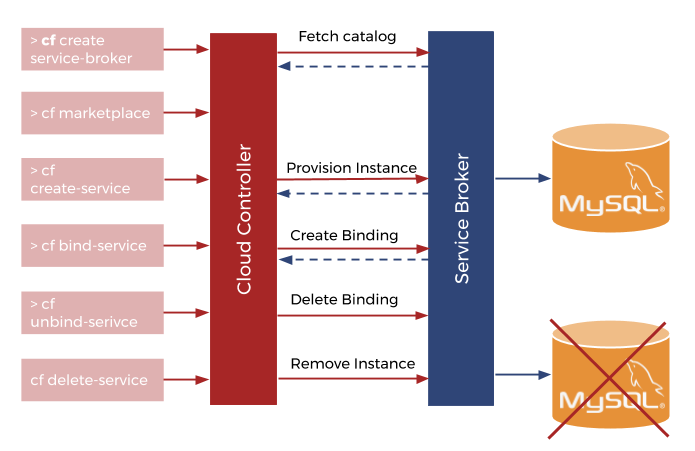 > cf create
service-broker
> cf marketplace
> cf
create-service
> cf bind-service
> cf
unbind-serivce
cf delete-service
Cloud Controller
Fetch catalog
Provision Instance
Create Binding
Delete Binding
Remove Instance
Service Broker
MySQL®
MySQL®